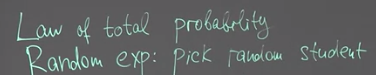 Law of total probability
Random exp: pick random student